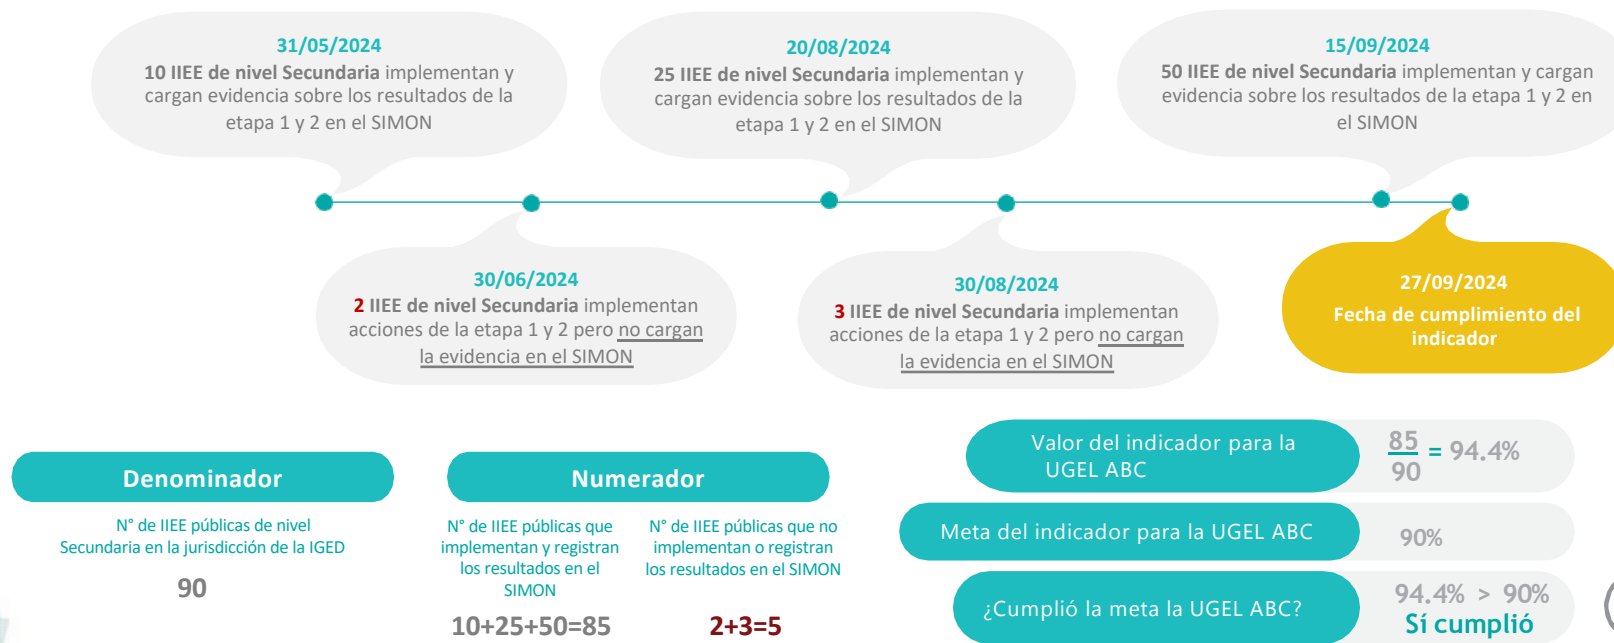 31/05/2024
10 IIEE de nivel Secundaria implementan y
cargan evidencia sobre los resultados de la
etapa 1 y 2 en el SIMON
20/08/2024
25 IIEE de nivel Secundaria implementan y
cargan evidencia sobre los resultados de la
etapa 1 y 2 en el SIMON
15/09/2024
50 IIEE de nivel Secundaria implementan y cargan
evidencia sobre los resultados de la etapa 1 y 2 en
el SIMON
30/06/2024
2 IIEE de nivel Secundaria implementan
acciones de la etapa 1 y 2 pero no cargan
la evidencia en el SIMON
30/08/2024
3 IIEE de nivel Secundaria implementan
acciones de la etapa 1 y 2 pero no cargan
la evidencia en el SIMON
27/09/2024
Fecha de cumplimiento del
indicador
Denominador
N° de IIEE públicas de nivel
Secundaria en la jurisdicción de la IGED
90
Numerador
N° de IIEE públicas que
implementan y registran
los resultados en el
SIMON
10+25+50=85
N° de IIEE públicas que no
implementan o registran
los resultados en el SIMON
2+3=5
Valor del indicador para la
UGEL ABC
85
90
= 94.4%
Meta del indicador para la UGEL ABC
90%
¿Cumplió la meta la UGEL ABC?
94.4% > 90%
Sí cumplió